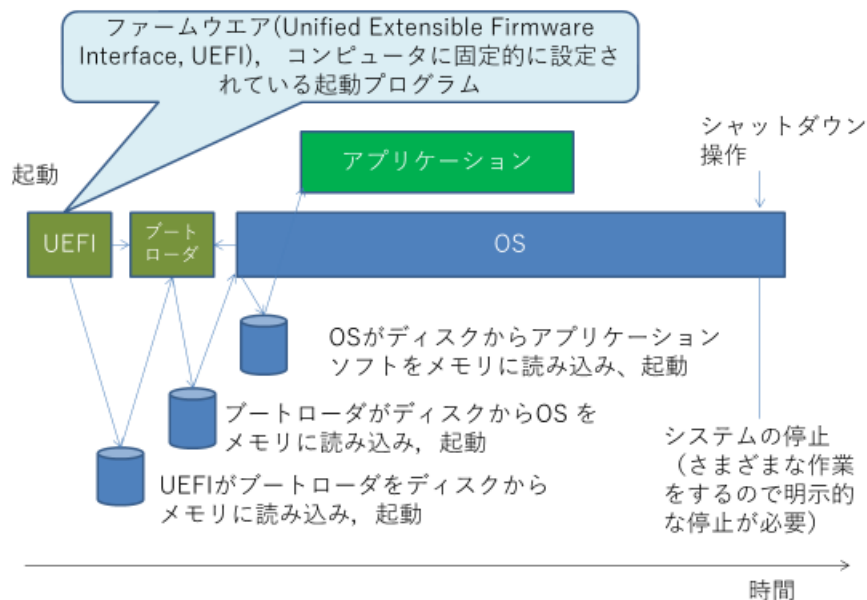 ファームウエア(Unified Extensible Firmware
Interface, UEFI),　コンピュータに固定的に設定さ
れている起動プログラム
シャットダウン
操作
アプリケーション
起動
UEFI
ブート
ローダ
OS
OSがディスクからアプリケーション
ソフトをメモリに読み込み、起動
ブートローダがディスクからOS を
メモリに読み込み，起動
UEFIがブートローダをディスクから
メモリに読み込み，起動
システムの停止
（さまざまな作業
をするので明示的
な停止が必要）
時間